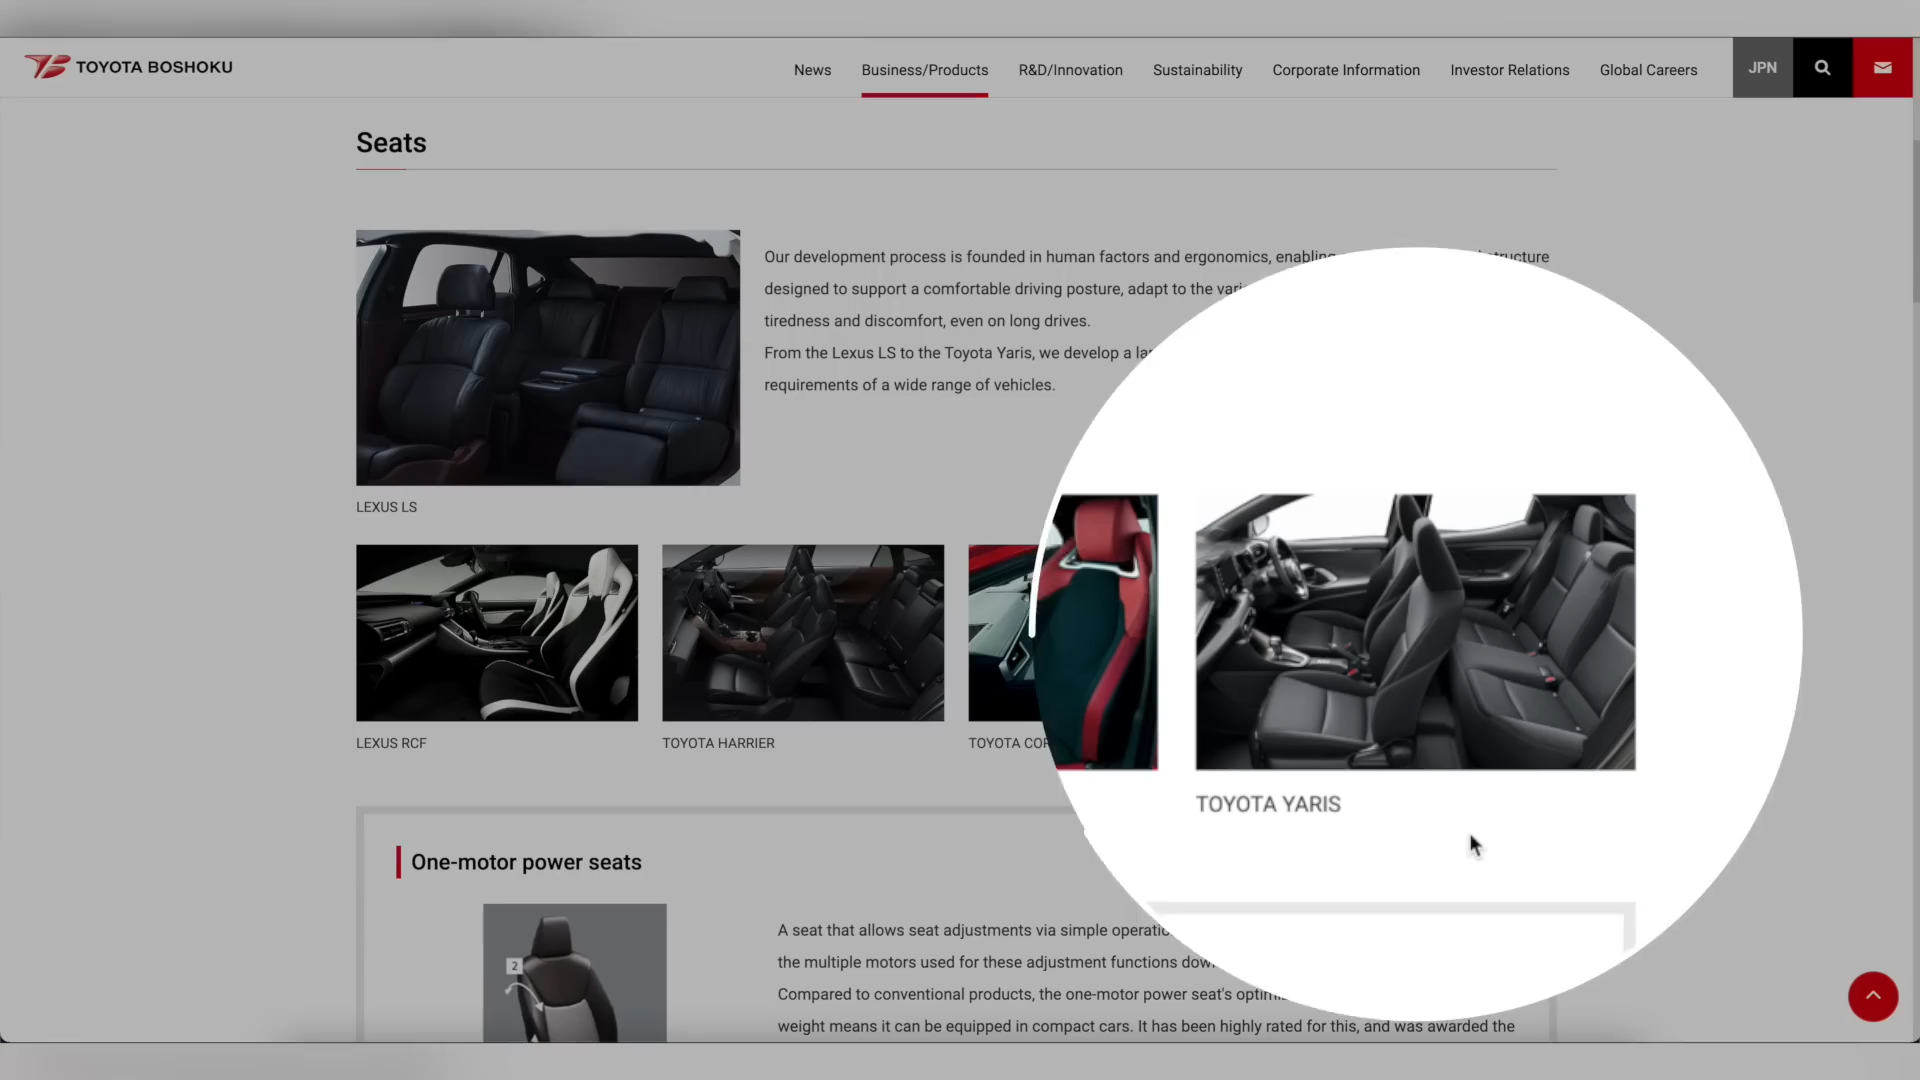 TOYOTA BOSHOKU
News
Business/Products
R&D/Innovation
Sustainability
Corporate Information
Investor Relations
Global Careers
JPN
Seats
Our development process is founded in human factors and ergonomics, enabling structure
designed to support a comfortable driving posture, adapt to the
tiredness and discomfort, even on long drives.
From the Lexus LS to the Toyota Yaris, we develop a
requirements of a wide range of vehicles.
LEXUS LS
LEXUS RCF
TOYOTA HARRIER
TOYOTA
TOYOTA YARIS
One-motor power seats
2
A seat that allows seat adjustments via simple
the multiple motors used for these adjustment functions
Compared to conventional products, the one-motor power seat's
weight means it can be equipped in compact cars. It has been highly rated for this, and was awarded the